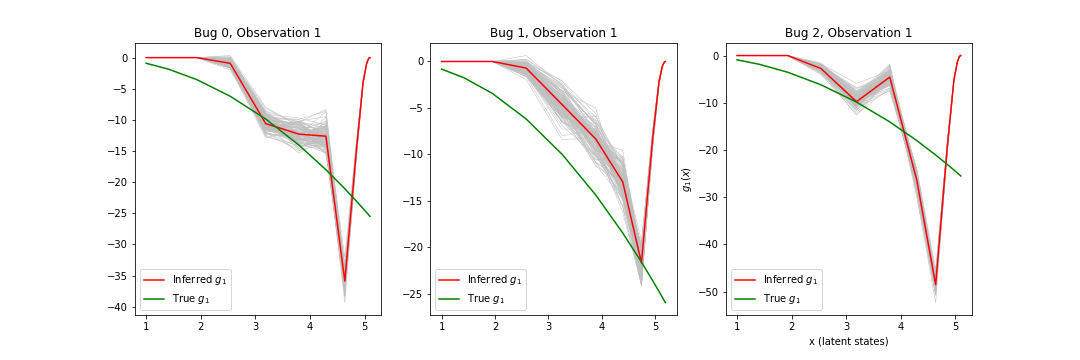 Bug 0, Observation 1
0
−5
−10
−15
−20
−25
−30
−35
−40
1 2 3 4 5
Inferred g₁
True g₁
Bug 1, Observation 1
0
−5
−10
−15
−20
−25
1 2 3 4 5
Inferred g₁
True g₁
Bug 2, Observation 1
g₁(x)
0
−10
−20
−30
−40
−50
1 2 3 4 5
x (latent states)
Inferred g₁
True g₁